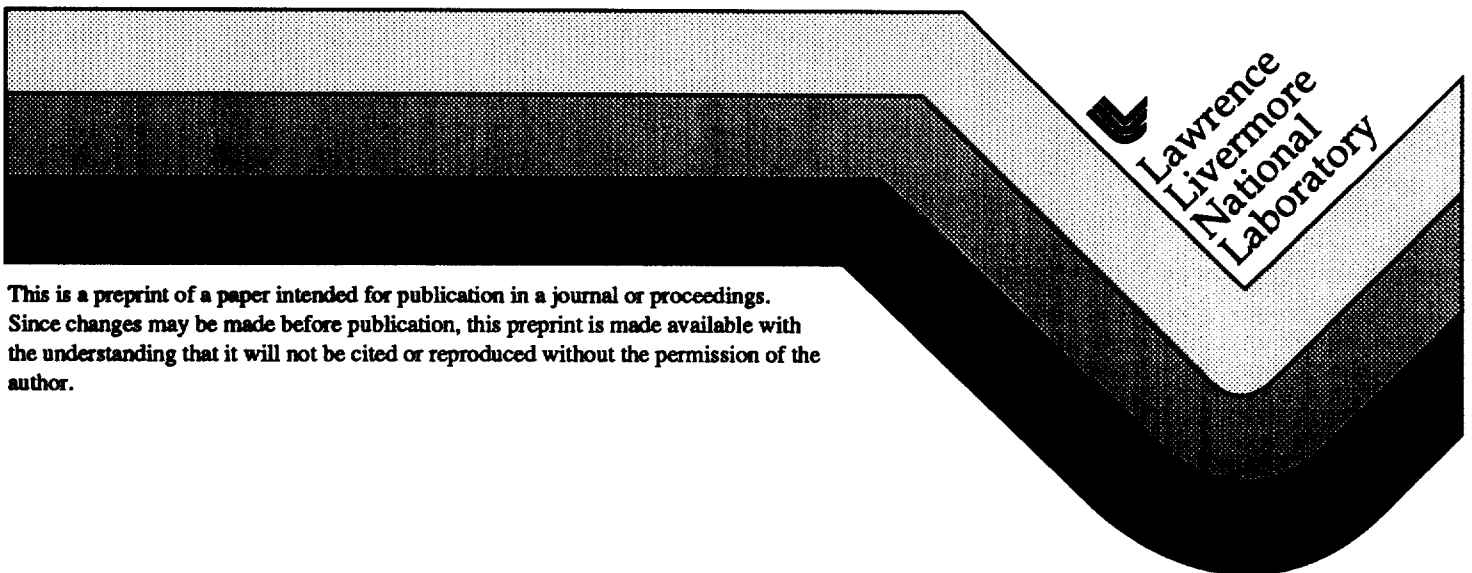 Lawrence
Livermore
National
Laboratory
This is a preprint of a paper intended for publication in a journal or proceedings.
Since changes may be made before publication, this preprint is made available with
the understanding that it will not be cited or reproduced without the permission of the
author.